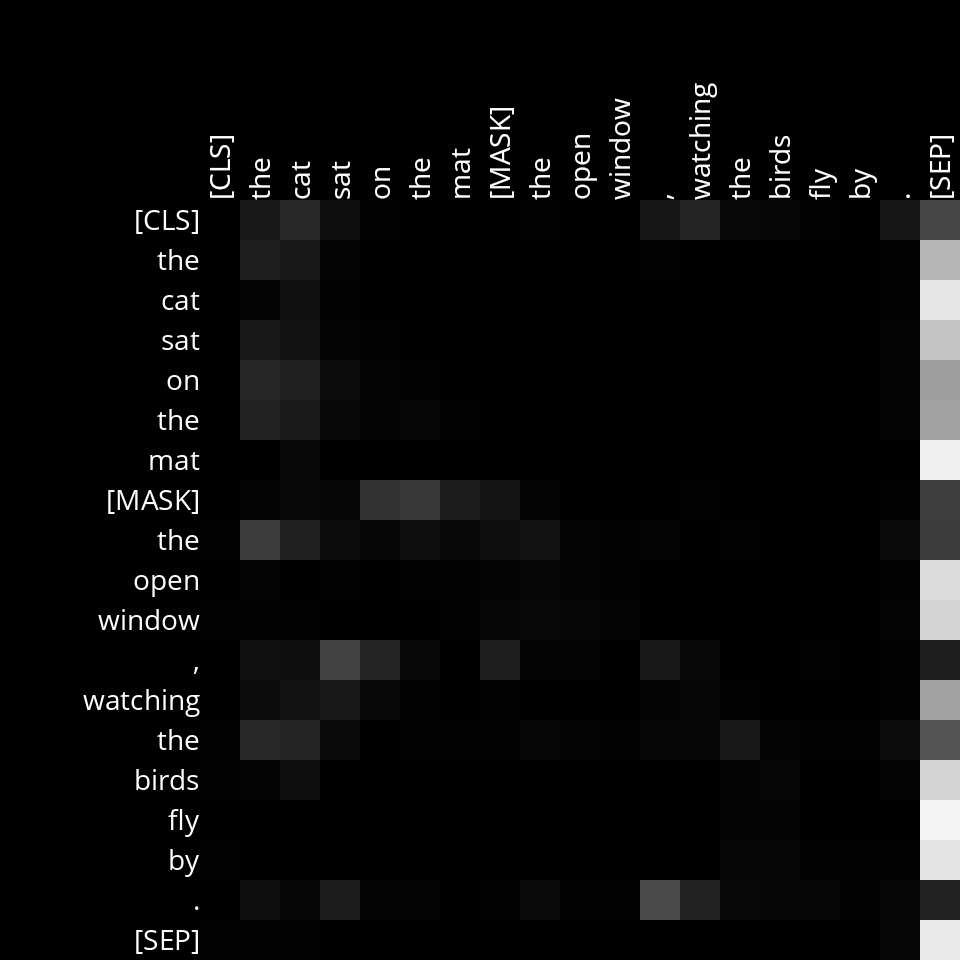 [CLS] the cat sat on the mat [MASK] the open window , watching the birds fly by . [SEP]
[CLS]
the
cat
sat
on
the
mat
[MASK]
the
open
window
,
watching
the
birds
fly
by
.
[SEP]